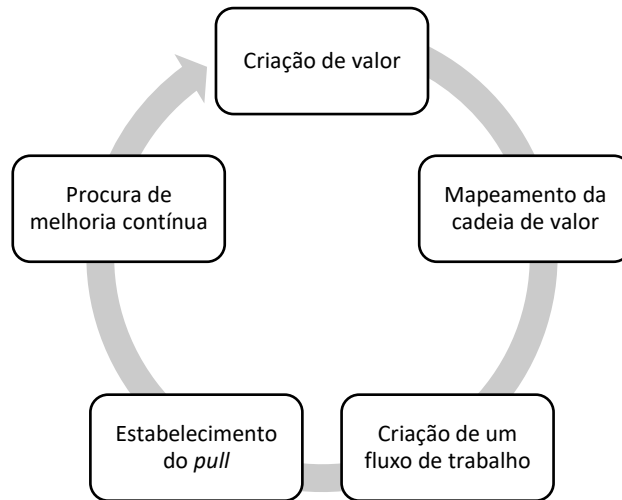 Criação de valor
Mapeamento da
cadeia de valor
Criação de um
fluxo de trabalho
Estabelecimento
do pull
Procura de
melhoria contínua